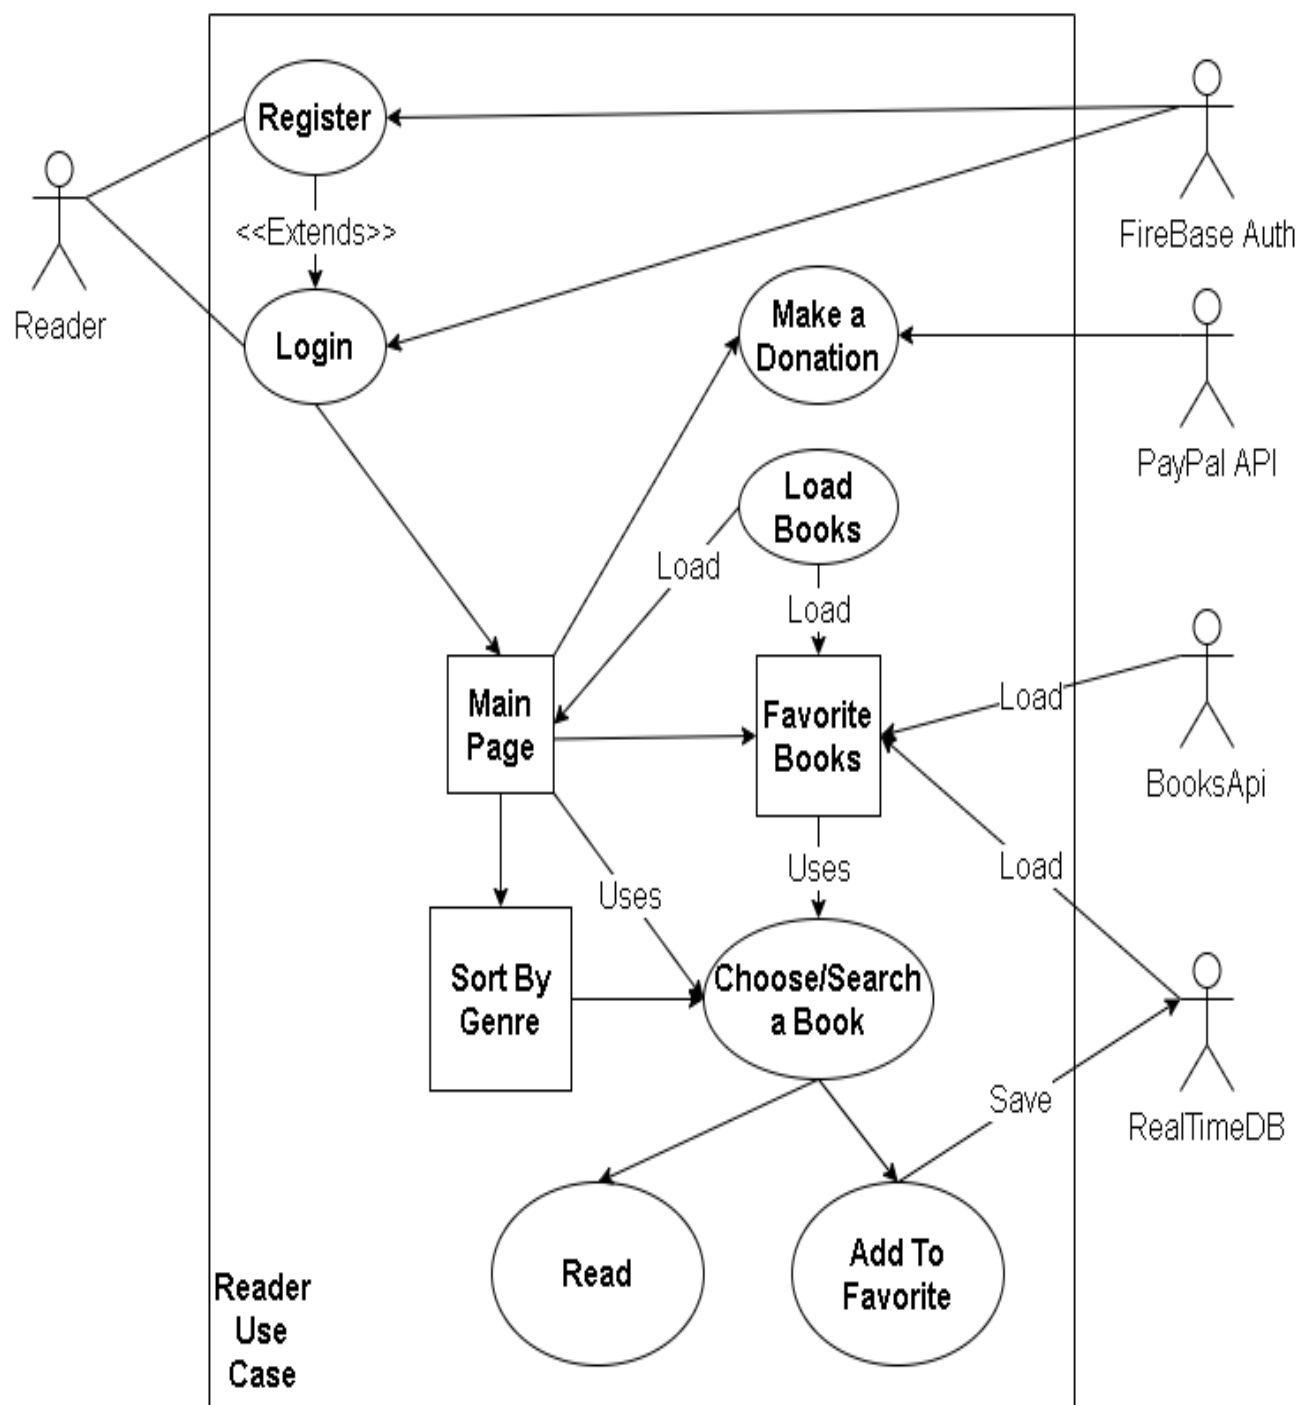 Register
<<Extends>>
Reader
Login
FireBase Auth
Make a
Donation
PayPal API
Load
Books
Load
Load
Main
Page
Favorite
Books
Load
BooksApi
Uses
Uses
Load
Sort By
Genre
Choose/Search
a Book
Save
RealTimeDB
Read
Add To
Favorite
Reader
Use
Case